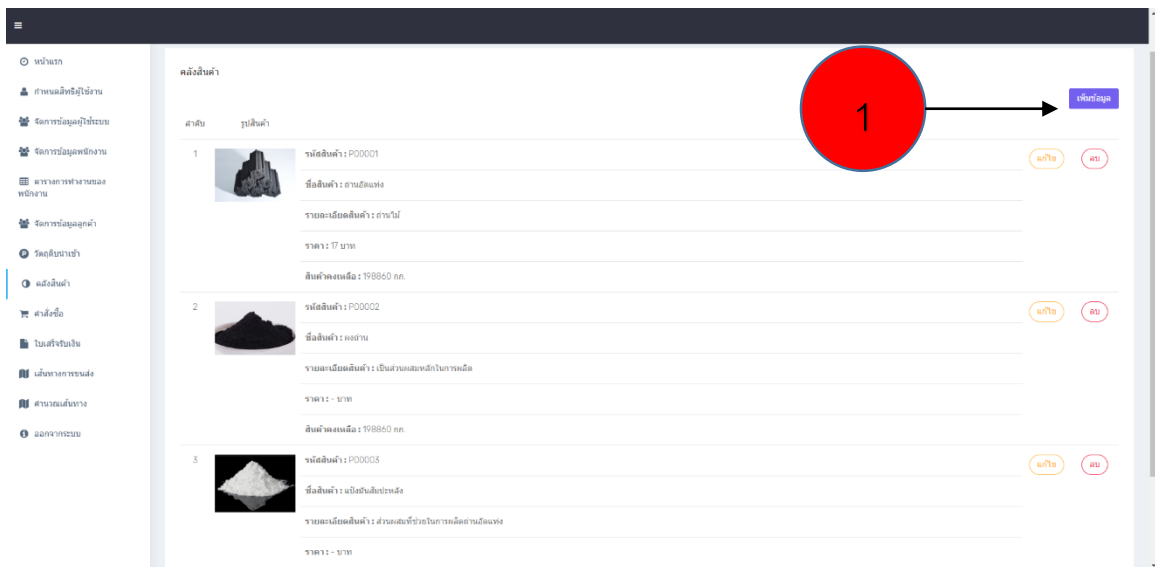 หน้าแรก
กำหนดสิทธิผู้ใช้งาน
จัดการข้อมูลผู้ใช้ระบบ
จัดการข้อมูลพนักงาน
ตารางการทำงานของ
พนักงาน
จัดการข้อมูลลูกค้า
วัตถุดิบนำเข้า
คลังสินค้า
คำสั่งซื้อ
ใบเสร็จรับเงิน
เส้นทางการขนส่ง
คำนวณเส้นทาง
ออกจากระบบ
คลังสินค้า
1
เพิ่มข้อมูล
ลำดับ รูปสินค้า
1 รหัสสินค้า : P00001 แก้ไข ลบ
ชื่อสินค้า : ถ่านอัดแท่ง
รายละเอียดสินค้า : ถ่านไม้
ราคา : 17 บาท
สินค้าคงเหลือ : 198860 กก.
2 รหัสสินค้า : P00002 แก้ไข ลบ
ชื่อสินค้า : ผงถ่าน
รายละเอียดสินค้า : เป็นส่วนผสมหลักในการผลิต
ราคา : - บาท
สินค้าคงเหลือ : 198860 กก.
3 รหัสสินค้า : P00003 แก้ไข ลบ
ชื่อสินค้า : แป้งมันสัมปะหลัง
รายละเอียดสินค้า : ส่วนผสมที่ช่วยในการผลิตถ่านอัดแท่ง
ราคา : - บาท